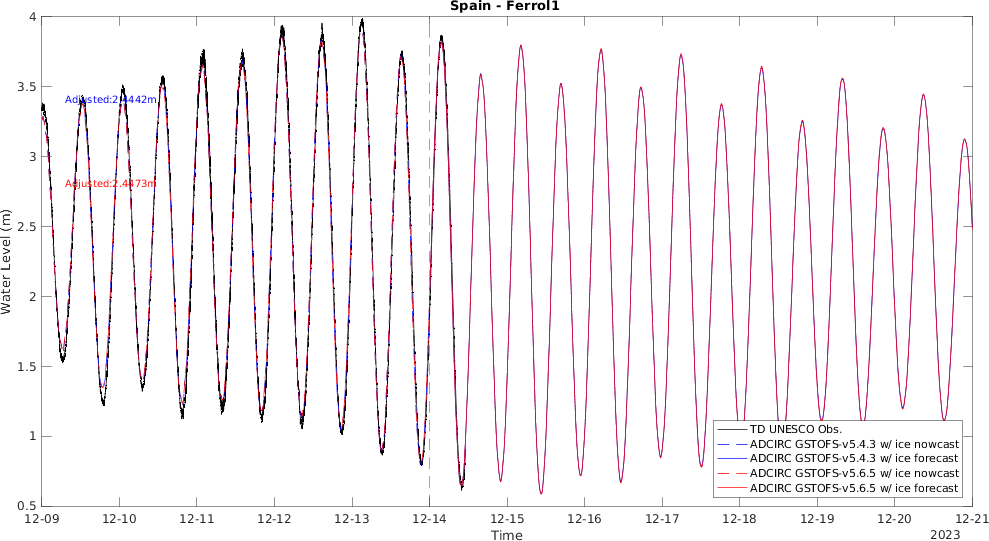 Spain - Ferrol1
4
3.5
3
2.5
2
1.5
1
0.5
Water Level (m)
Adjusted:2.4442m
Adjusted:2.4473m
TD UNESCO Obs.
ADCIRC GSTOFS-v5.4.3 w/ ice nowcast
ADCIRC GSTOFS-v5.4.3 w/ ice forecast
ADCIRC GSTOFS-v5.6.5 w/ ice nowcast
ADCIRC GSTOFS-v5.6.5 w/ ice forecast
12-09 12-10 12-11 12-12 12-13 12-14 12-15 12-16 12-17 12-18 12-19 12-20 12-21
Time
2023